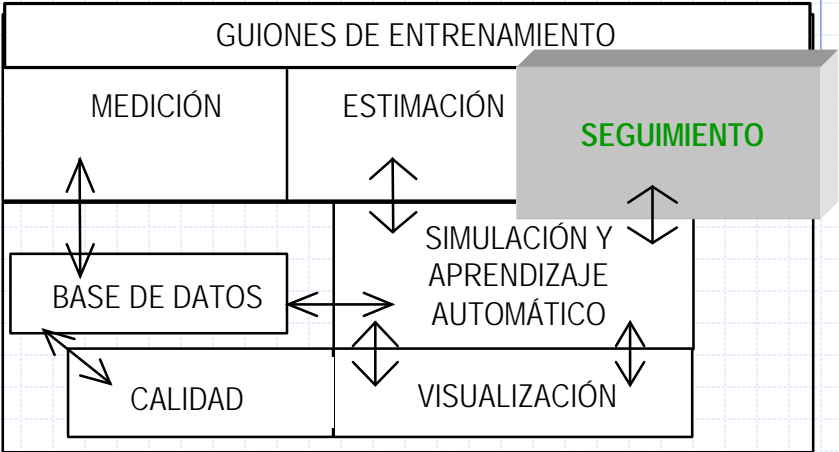 GUIONES DE ENTRENAMIENTO
MEDICIÓN
ESTIMACIÓN
SEGUIMIENTO
SIMULACIÓN Y
APRENDIZAJE
AUTOMÁTICO
BASE DE DATOS
CALIDAD
VISUALIZACIÓN